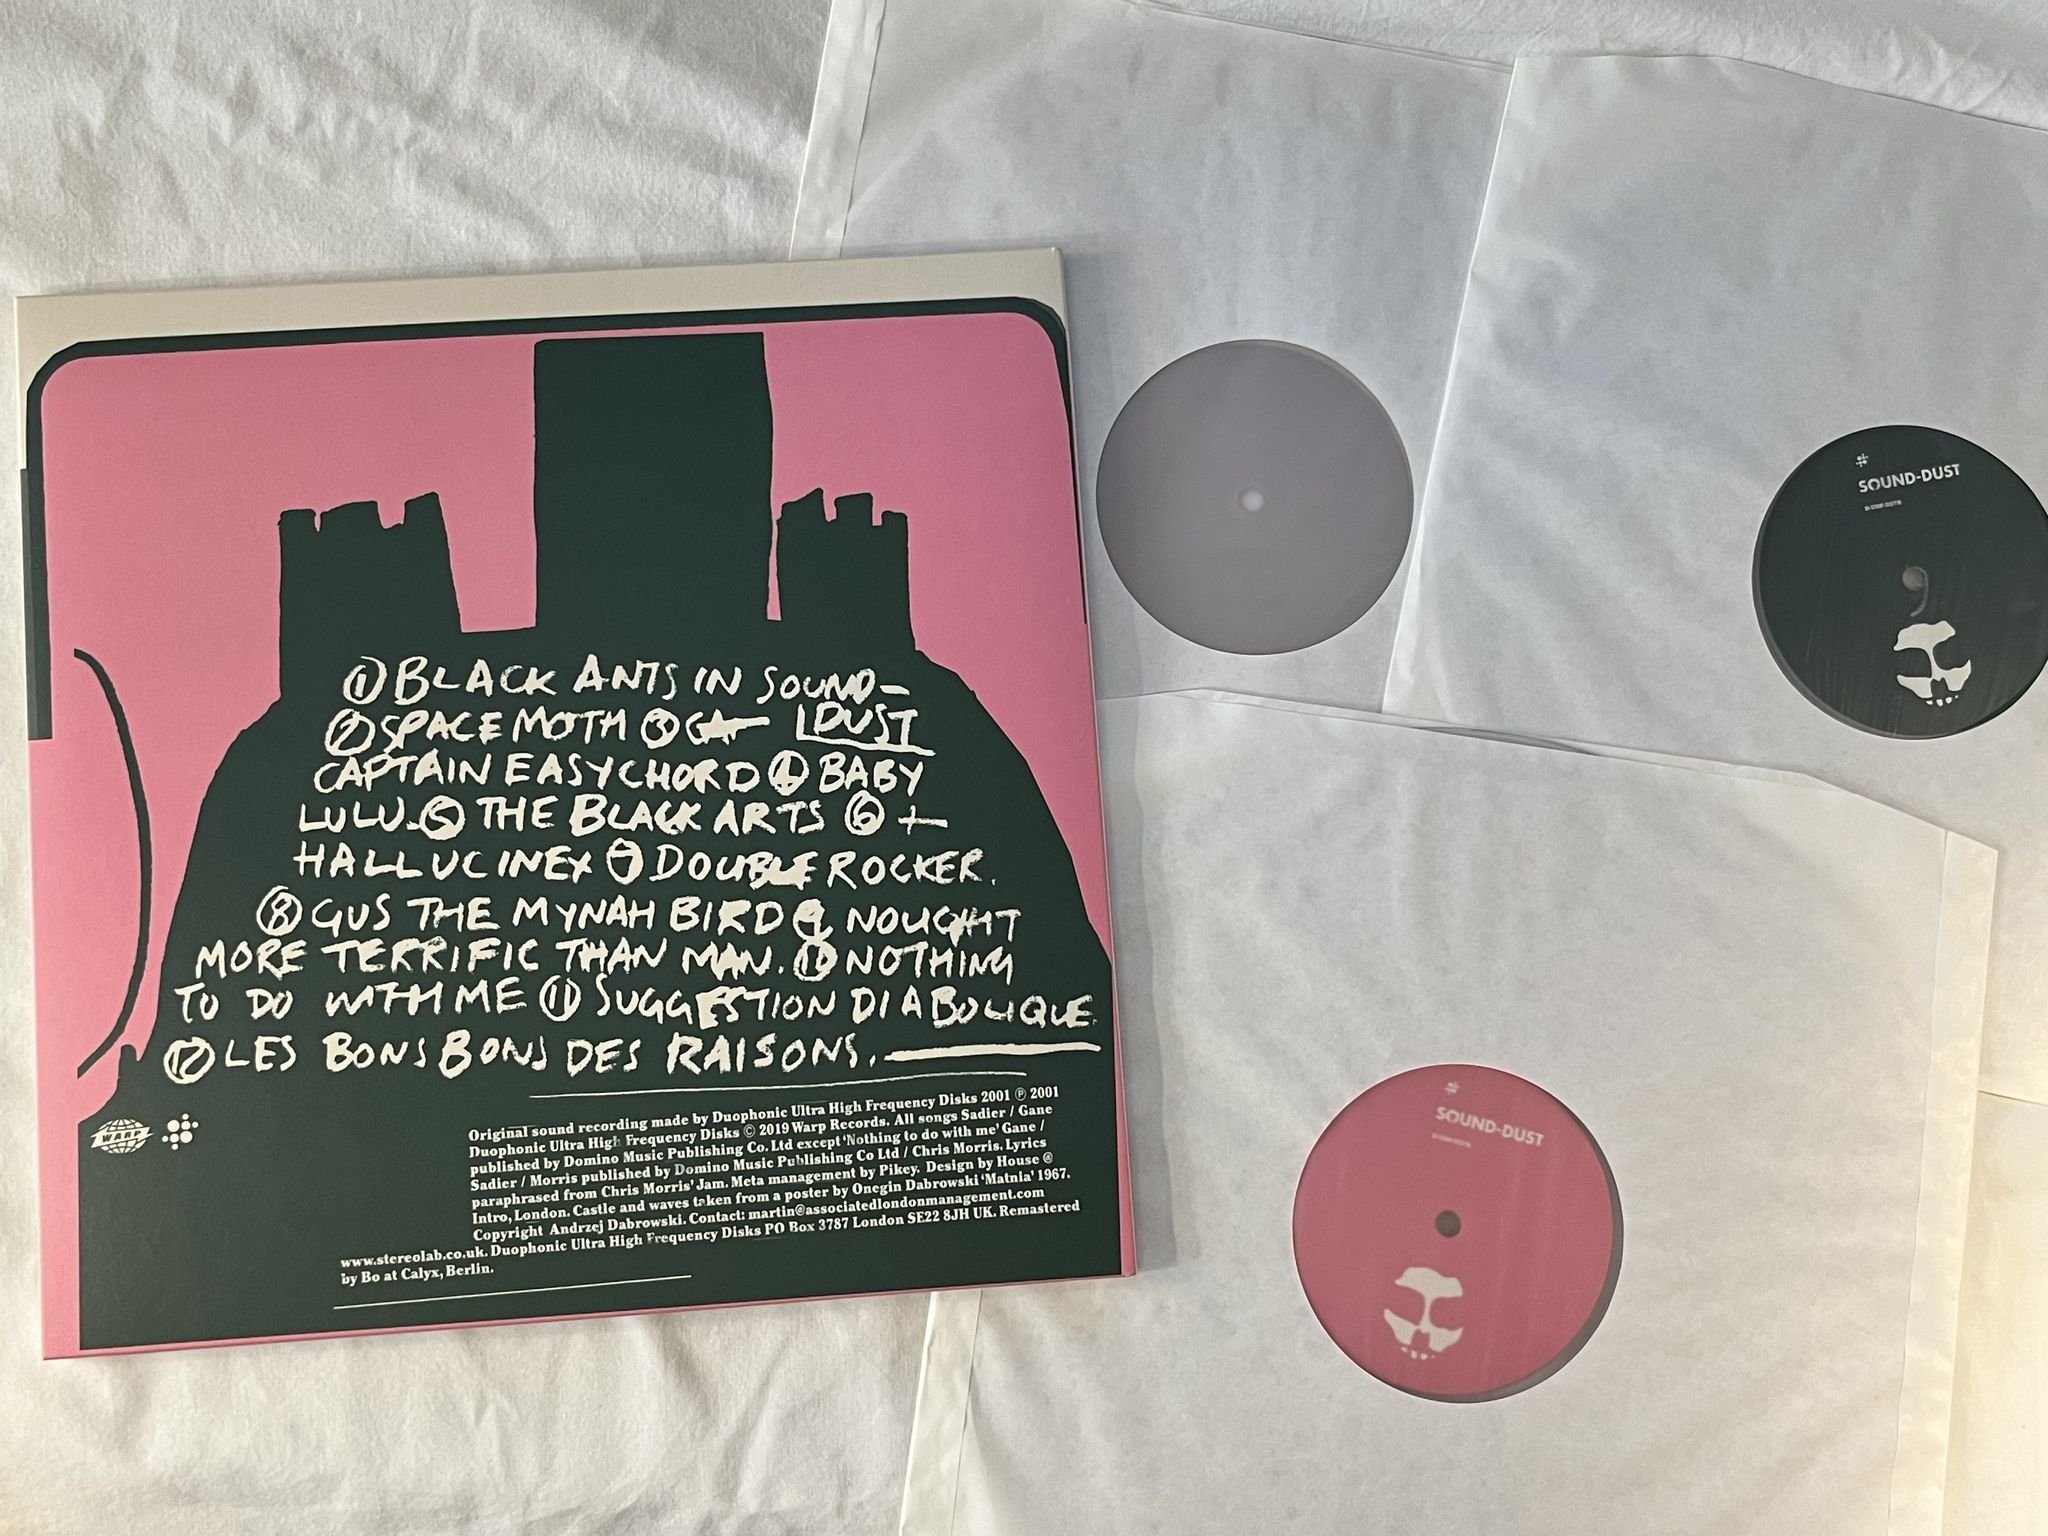 ① BLACK ANTS IN SOUND-
② SPACE MOTH ③ CA DUST
CAPTAIN EASYCHORD ④ BABY
LULU. ⑤ THE BLACK ARTS ⑥
HALLUCINEX ⑦ DOUBLE ROCKER.
⑧ GUS THE MYNAH BIRD ⑨ NOUGHT
MORE TERRIFIC THAN MAN. ⑩ NOTHING
TO DO WITH ME ⑪ SUGGESTION DIABOLIQUE.
⑫ LES BONS BONS DES RAISONS.
WARP
Original sound recording made by Duophonic Ultra High Frequency Disks 2001 ℗ 2001
Duophonic Ultra High Frequency Disks © 2019 Warp Records. All songs Sadier / Gane
published by Domino Music Publishing Co. Ltd except 'Nothing to do with me' Gane /
Sadier / Morris published by Domino Music Publishing Co Ltd / Chris Morris. Lyrics
paraphrased from Chris Morris' Jam. Meta management by Pikey. Design by House @
Intro, London. Castle and waves taken from a poster by Onegin Dabrowski 'Matnia' 1967.
Copyright Andrzej Dabrowski. Contact: martin@associatedlondonmanagement.com
www.stereolab.co.uk. Duophonic Ultra High Frequency Disks PO Box 3787 London SE22 8JH UK. Remastered
by Bo at Calyx, Berlin.
SOUND-DUST
SOUND-DUST